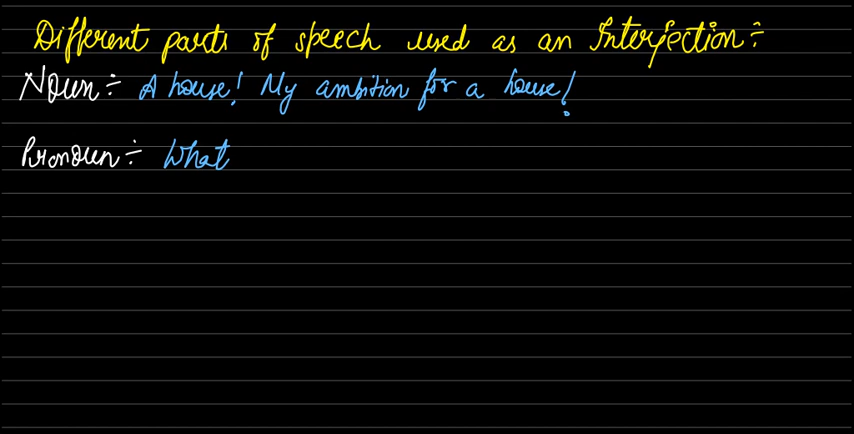 Different parts of speech used as an Interjection:-
Noun:- A house! My ambition for a house!
Pronoun:- What